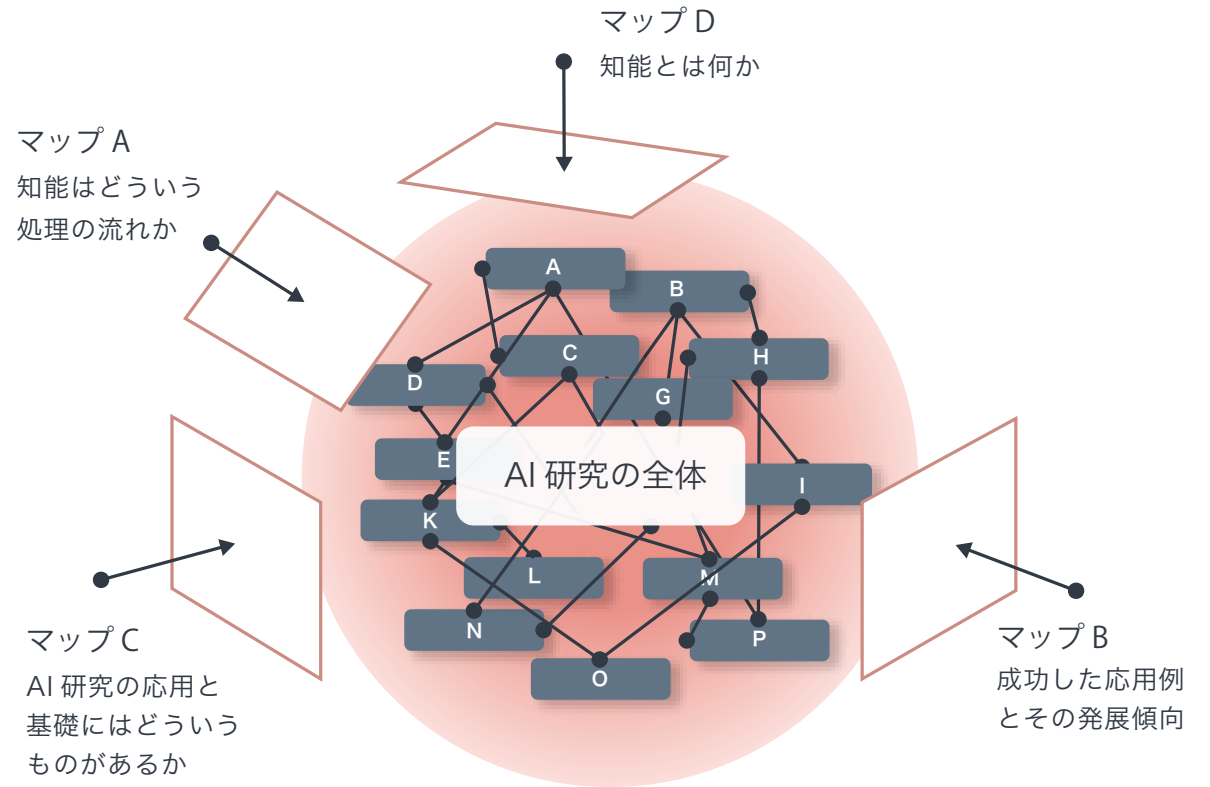 マップ D
知能とは何か
マップ A
知能はどういう
処理の流れか
A
B
C
H
D
G
E
AI 研究の全体
I
K
L
M
N
P
O
マップ C
AI 研究の応用と
基礎にはどういう
ものがあるか
マップ B
成功した応用例
とその発展傾向